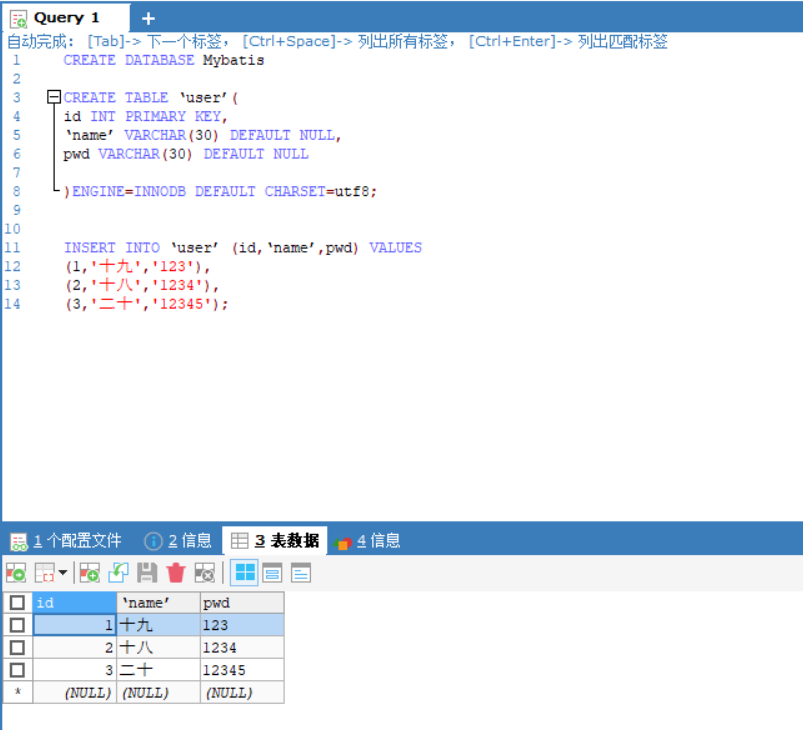 Query 1
自动完成: [Tab]-> 下一个标签, [Ctrl+Space]-> 列出所有标签, [Ctrl+Enter]-> 列出匹配标签
1 CREATE DATABASE Mybatis
2
3 CREATE TABLE ‘user’(
4 id INT PRIMARY KEY,
5 ‘name’ VARCHAR(30) DEFAULT NULL,
6 pwd VARCHAR(30) DEFAULT NULL
7
8 )ENGINE=INNODB DEFAULT CHARSET=utf8;
9
10
11 INSERT INTO ‘user’ (id,‘name’,pwd) VALUES
12 (1,'十九','123'),
13 (2,'十八','1234'),
14 (3,'二十','12345');
1 个配置文件 2 信息 3 表数据 4 信息
id ‘name’ pwd
1 十九 123
2 十八 1234
3 二十 12345
* (NULL) (NULL) (NULL)